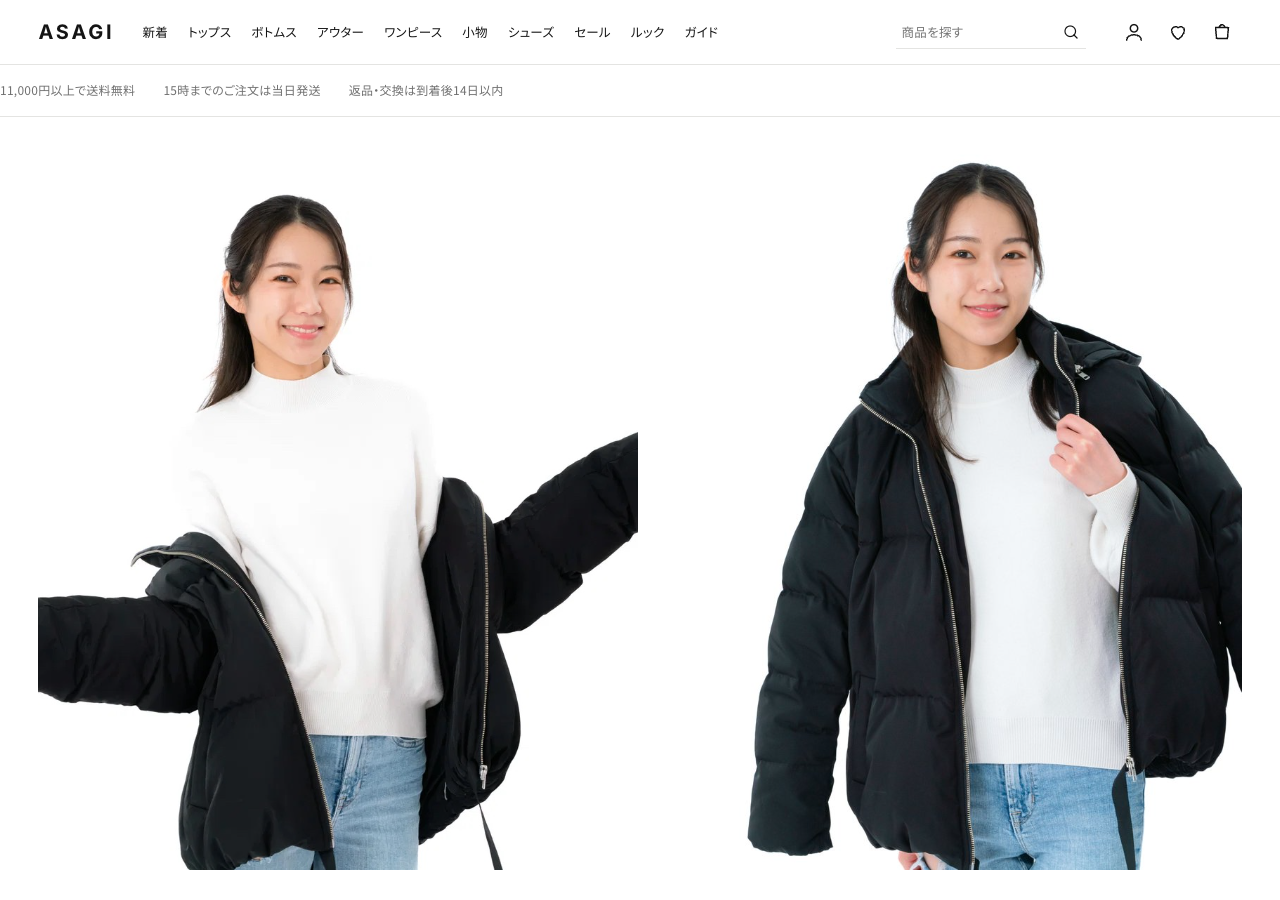 ASAGI 新着 トップス ボトムス アウター ワンピース 小物 シューズ セール ルック ガイド 商品を探す
11,000円以上で送料無料 15時までのご注文は当日発送 返品・交換は到着後14日以内